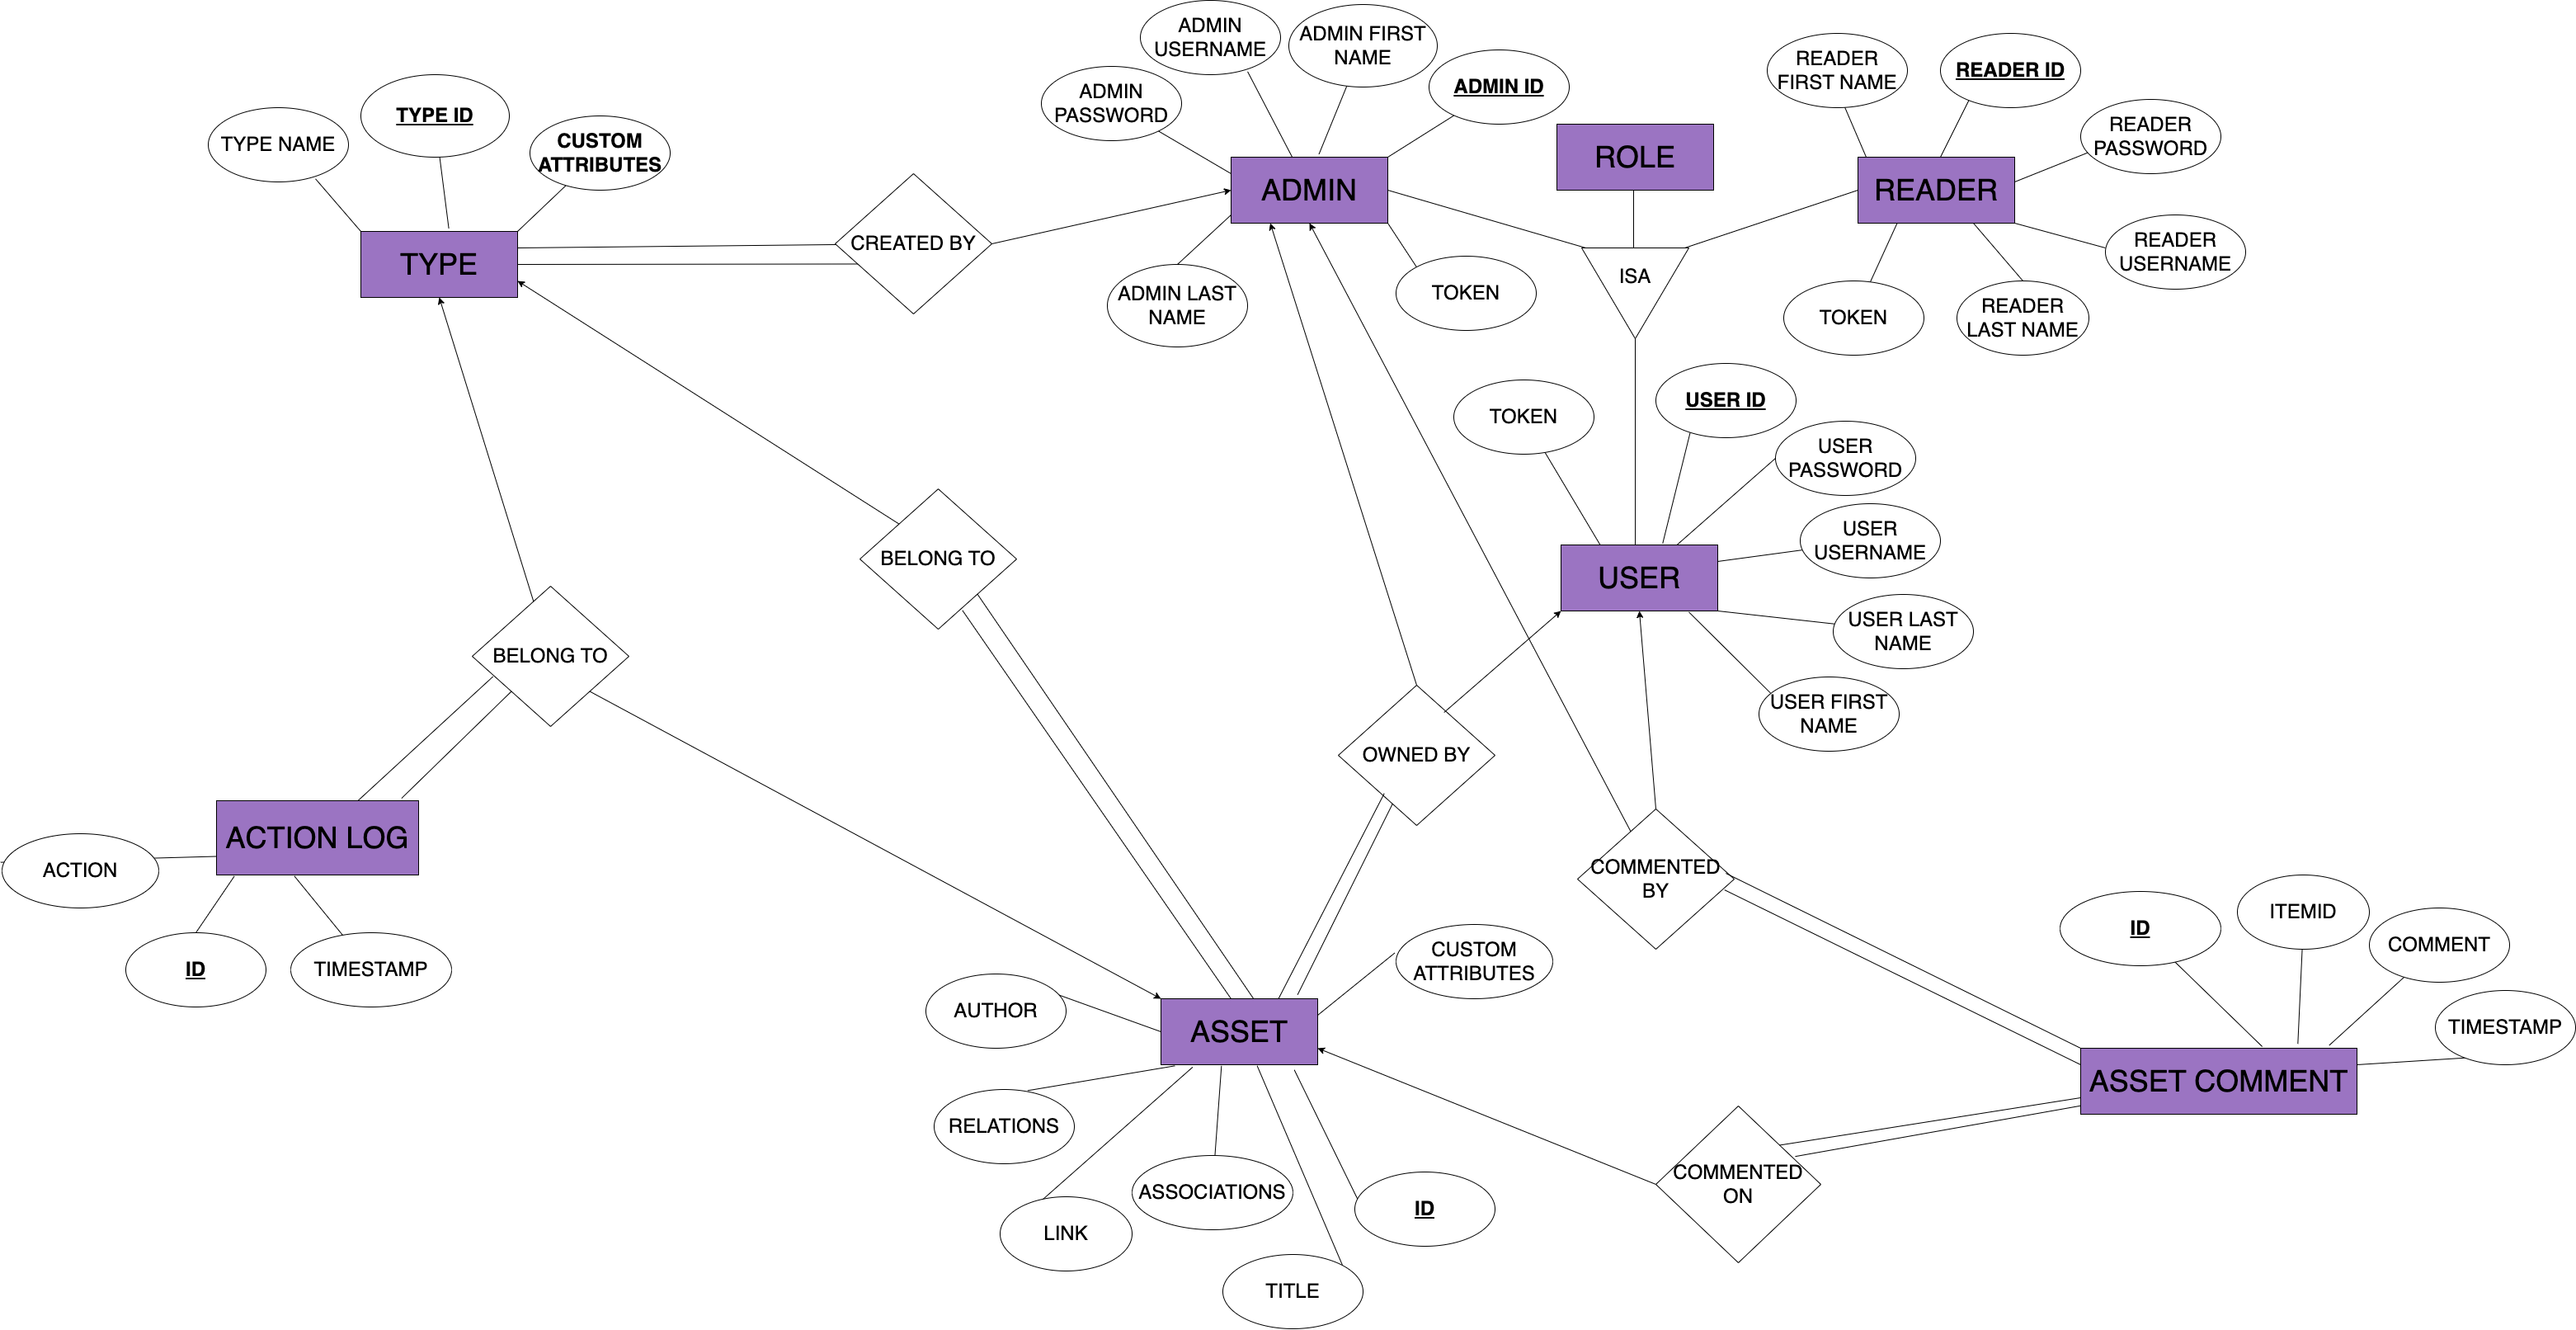 ADMIN
USERNAME
ADMIN FIRST
NAME
ADMIN
PASSWORD
ADMIN ID
READER
FIRST NAME
READER ID
READER
PASSWORD
TYPE NAME
TYPE ID
CUSTOM
ATTRIBUTES
ROLE
ADMIN
READER
CREATED BY
TYPE
READER
USERNAME
ISA
ADMIN LAST
NAME
TOKEN
TOKEN
READER
LAST NAME
TOKEN
USER ID
USER
PASSWORD
USER
USERNAME
BELONG TO
USER
USER LAST
NAME
BELONG TO
USER FIRST
NAME
OWNED BY
ACTION LOG
ACTION
COMMENTED
BY
ID
ITEMID
COMMENT
ID
TIMESTAMP
CUSTOM
ATTRIBUTES
AUTHOR
ASSET
TIMESTAMP
ASSET COMMENT
RELATIONS
COMMENTED
ON
ASSOCIATIONS
ID
LINK
TITLE